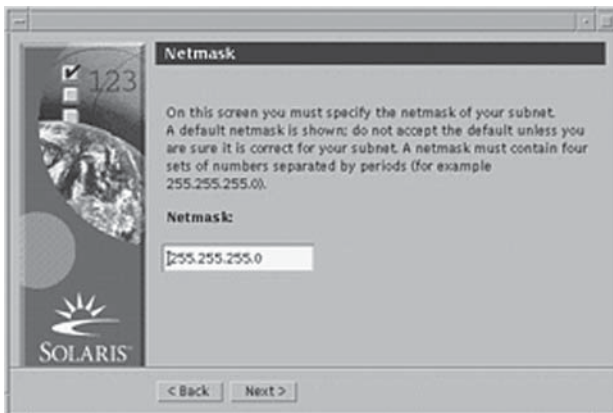 Netmask
123
On this screen you must specify the netmask of your subnet.
A default netmask is shown; do not accept the default unless you
are sure it is correct for your subnet. A netmask must contain four
sets of numbers separated by periods (for example
255.255.255.0).
Netmask:
255.255.255.0
SOLARIS™
< Back
Next >